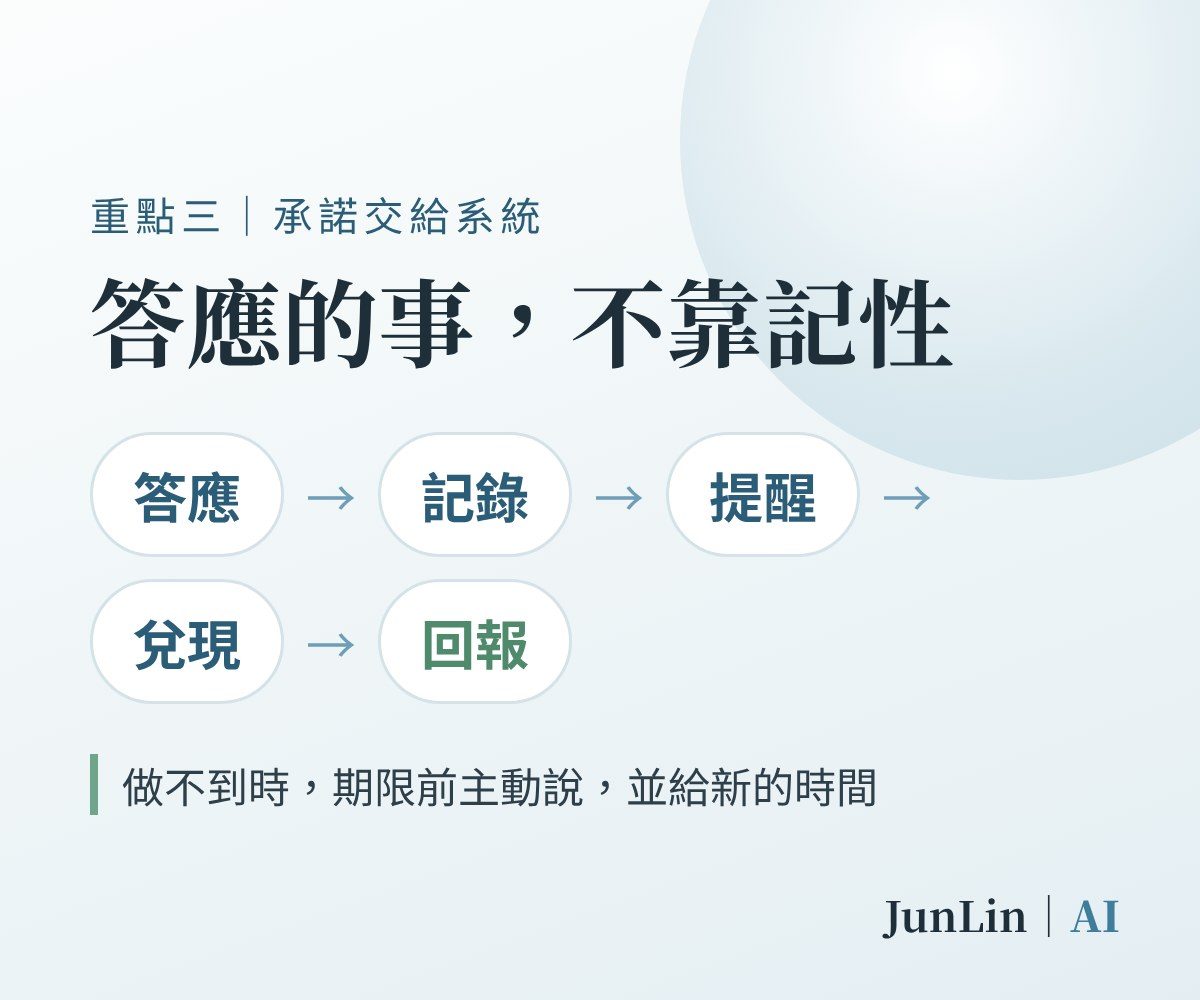 重點三｜承諾交給系統
答應的事，不靠記性
答應 → 記錄 → 提醒 →
兌現 → 回報
做不到時，期限前主動說，並給新的時間
JunLin｜AI